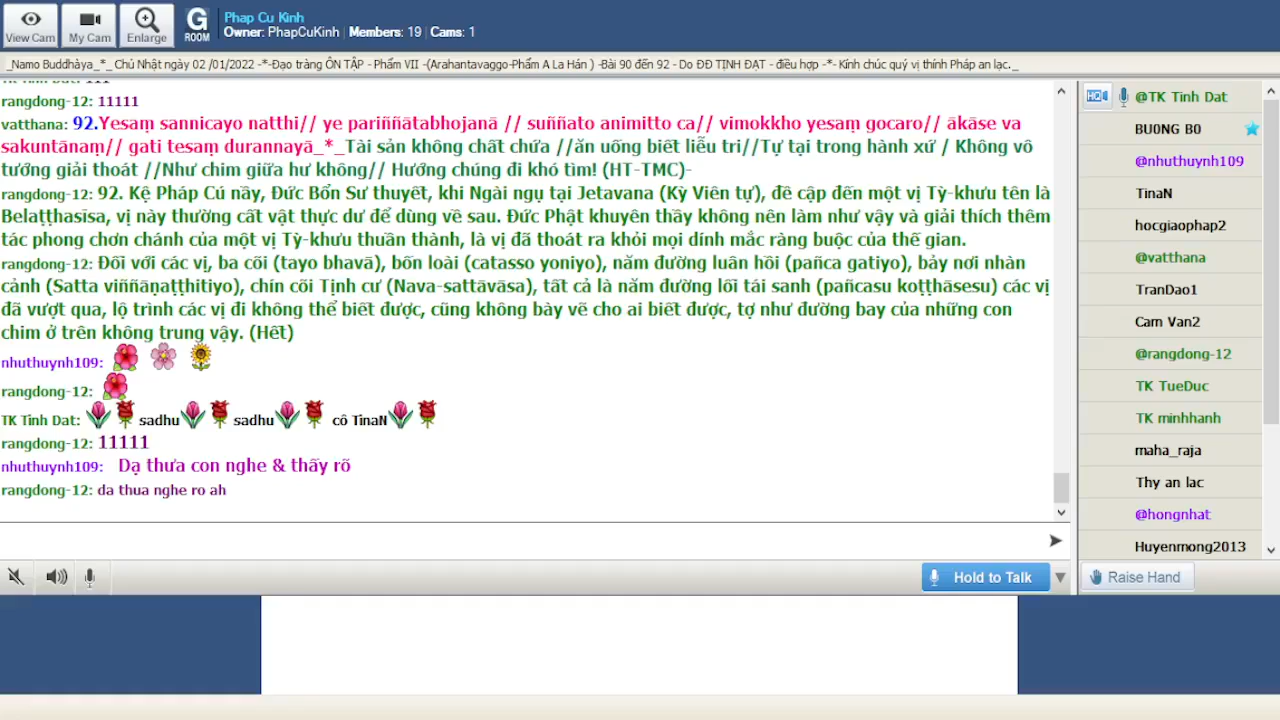 View Cam
My Cam
Enlarge
G
ROOM
Phap Cu Kinh
Owner: PhapCuKinh | Members: 19 | Cams: 1
_Namo Buddhàya_*_ Chủ Nhật ngày 02 /01/2022 -*-Đạo tràng ÔN TẬP - Phẩm VII -(Arahantavaggo-Phẩm A La Hán ) -Bài 90 đến 92 - Do ĐĐ TỊNH ĐẠT - điều hợp -*- Kính chúc quý vị thính Pháp an lạc._
TK Tinh Dat: 111
rangdong-12: 11111
vatthana: 92.Yesaṃ sannicayo natthi// ye pariññātabhojanā // suññato animitto ca// vimokkho yesaṃ gocaro// ākāse va
sakuntānaṃ// gati tesaṃ durannayā_*_Tài sản không chất chứa //ăn uống biết liễu tri//Tự tại trong hành xứ / Không vô
tướng giải thoát //Như chim giữa hư không// Hướng chúng đi khó tìm! (HT-TMC)-
rangdong-12: 92. Kệ Pháp Cú nầy, Đức Bổn Sư thuyết, khi Ngài ngụ tại Jetavana (Kỳ Viên tự), đề cập đến một vị Tỳ-khưu tên là
Belaṭṭhasīsa, vị này thường cất vật thực dư để dùng về sau. Đức Phật khuyên thầy không nên làm như vậy và giải thích thêm
tác phong chơn chánh của một vị Tỳ-khưu thuần thành, là vị đã thoát ra khỏi mọi dính mắc ràng buộc của thế gian.
rangdong-12: Đối với các vị, ba cõi (tayo bhavā), bốn loài (catasso yoniyo), năm đường luân hồi (pañca gatiyo), bảy nơi nhàn
cảnh (Satta viññāṇaṭṭhitiyo), chín cõi Tịnh cư (Nava-sattāvāsa), tất cả là năm đường lối tái sanh (pañcasu koṭṭhāsesu) các vị
đã vượt qua, lộ trình các vị đi không thể biết được, cũng không bày vẽ cho ai biết được, tợ như đường bay của những con
chim ở trên không trung vậy. (Hết)
nhuthuynh109:
rangdong-12:
TK Tinh Dat: sadhu sadhu cô TinaN
rangdong-12: 11111
nhuthuynh109: Dạ thưa con nghe & thấy rõ
rangdong-12: da thua nghe ro ah
Hold to Talk
HQ
@TK Tinh Dat
BU0NG B0
@nhuthuynh109
TinaN
hocgiaophap2
@vatthana
TranDao1
Cam Van2
@rangdong-12
TK TueDuc
TK minhhanh
maha_raja
Thy an lac
@hongnhat
Huyenmong2013
Raise Hand